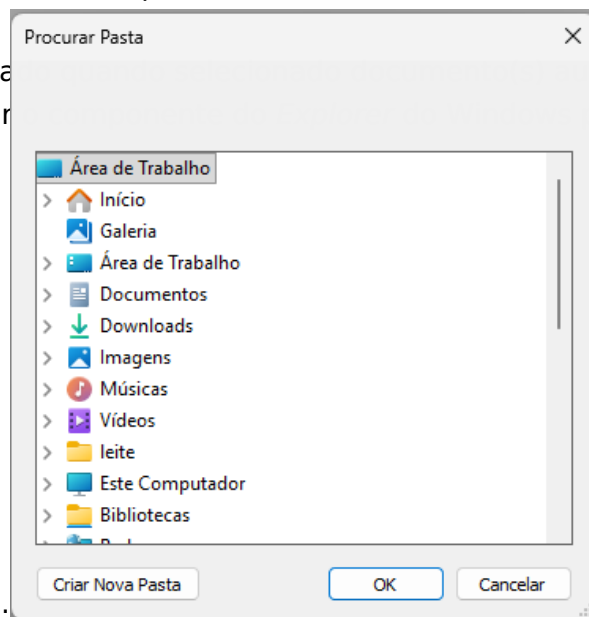 Procurar Pasta
a
r
Área de Trabalho
Início
Galeria
Área de Trabalho
Documentos
Downloads
Imagens
Músicas
Vídeos
leite
Este Computador
Bibliotecas
Criar Nova Pasta
OK
Cancelar
.